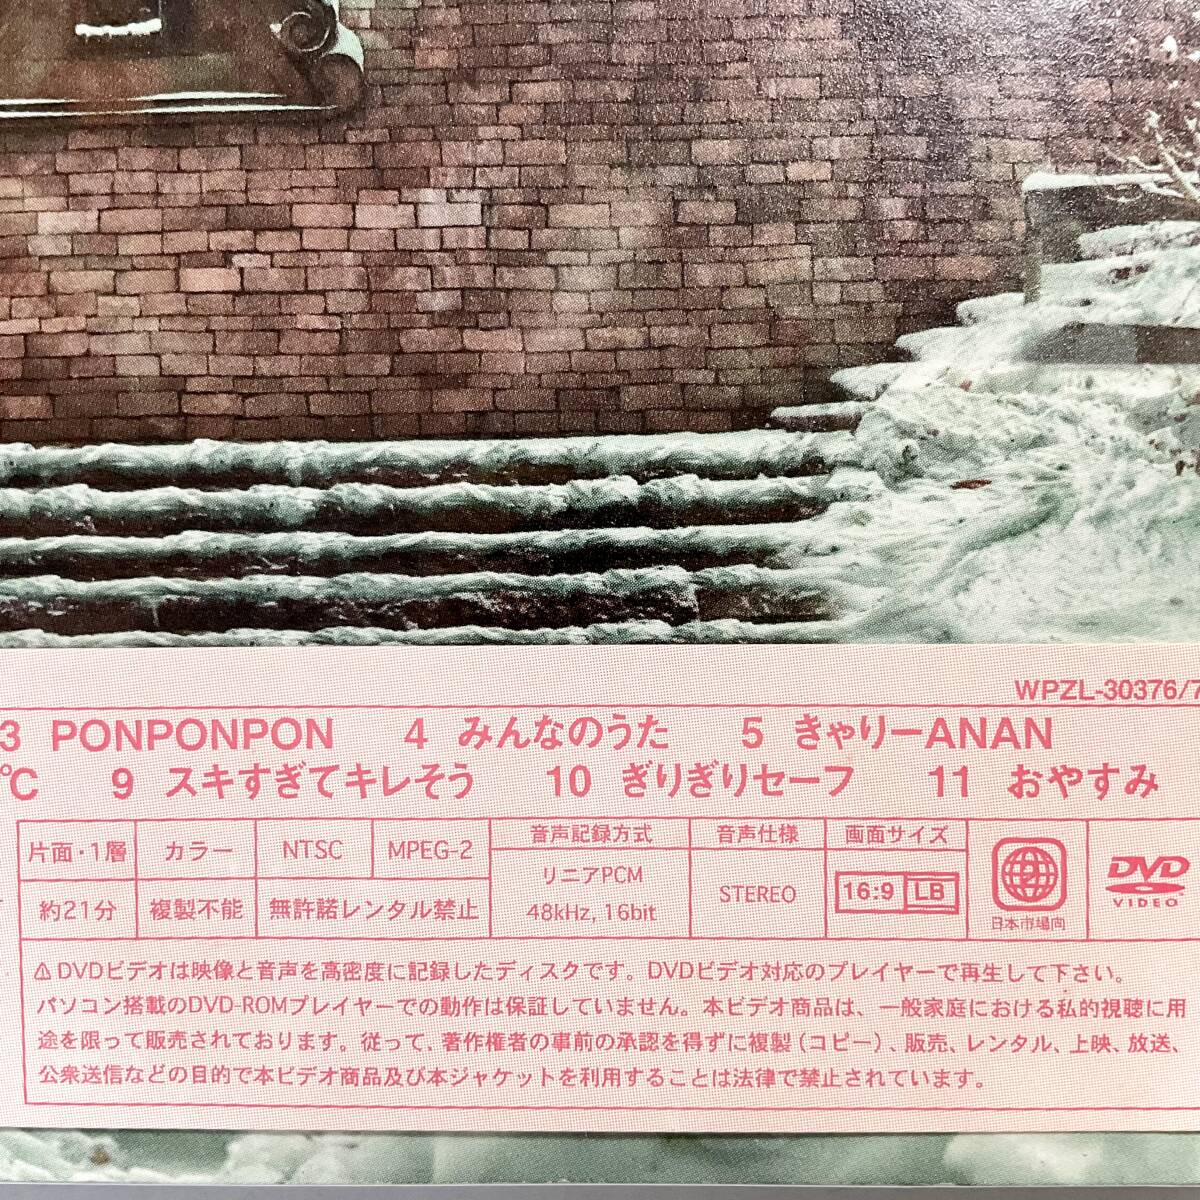 WPZL-30376/7
3 PONPONPON 4 みんなのうた 5 きゃりーANAN
℃ 9 スキすぎてキレそう 10 ぎりぎりセーフ 11 おやすみ
片面・1層 カラー NTSC MPEG-2 音声記録方式 音声仕様 画面サイズ
リニアPCM
48kHz, 16bit
STEREO
16:9 LB
2
日本市場向
DVD
VIDEO
約21分 複製不能 無許諾レンタル禁止
⚠DVDビデオは映像と音声を高密度に記録したディスクです。DVDビデオ対応のプレイヤーで再生して下さい。
パソコン搭載のDVD-ROMプレイヤーでの動作は保証していません。本ビデオ商品は、一般家庭における私的視聴に用
途を限って販売されております。従って、著作権者の事前の承認を得ずに複製（コピー）、販売、レンタル、上映、放送、
公衆送信などの目的で本ビデオ商品及び本ジャケットを利用することは法律で禁止されています。